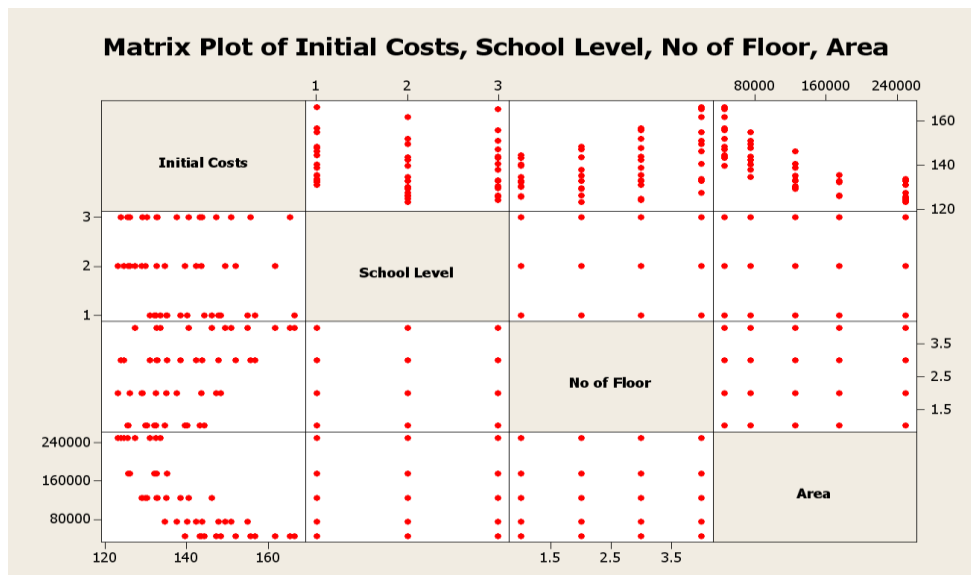 Matrix Plot of Initial Costs, School Level, No of Floor, Area
1 2 3 80000 160000 240000
Initial Costs
160
140
120
3
2
1
School Level
No of Floor
3.5
2.5
1.5
240000
160000
80000
Area
120 140 160 1.5 2.5 3.5